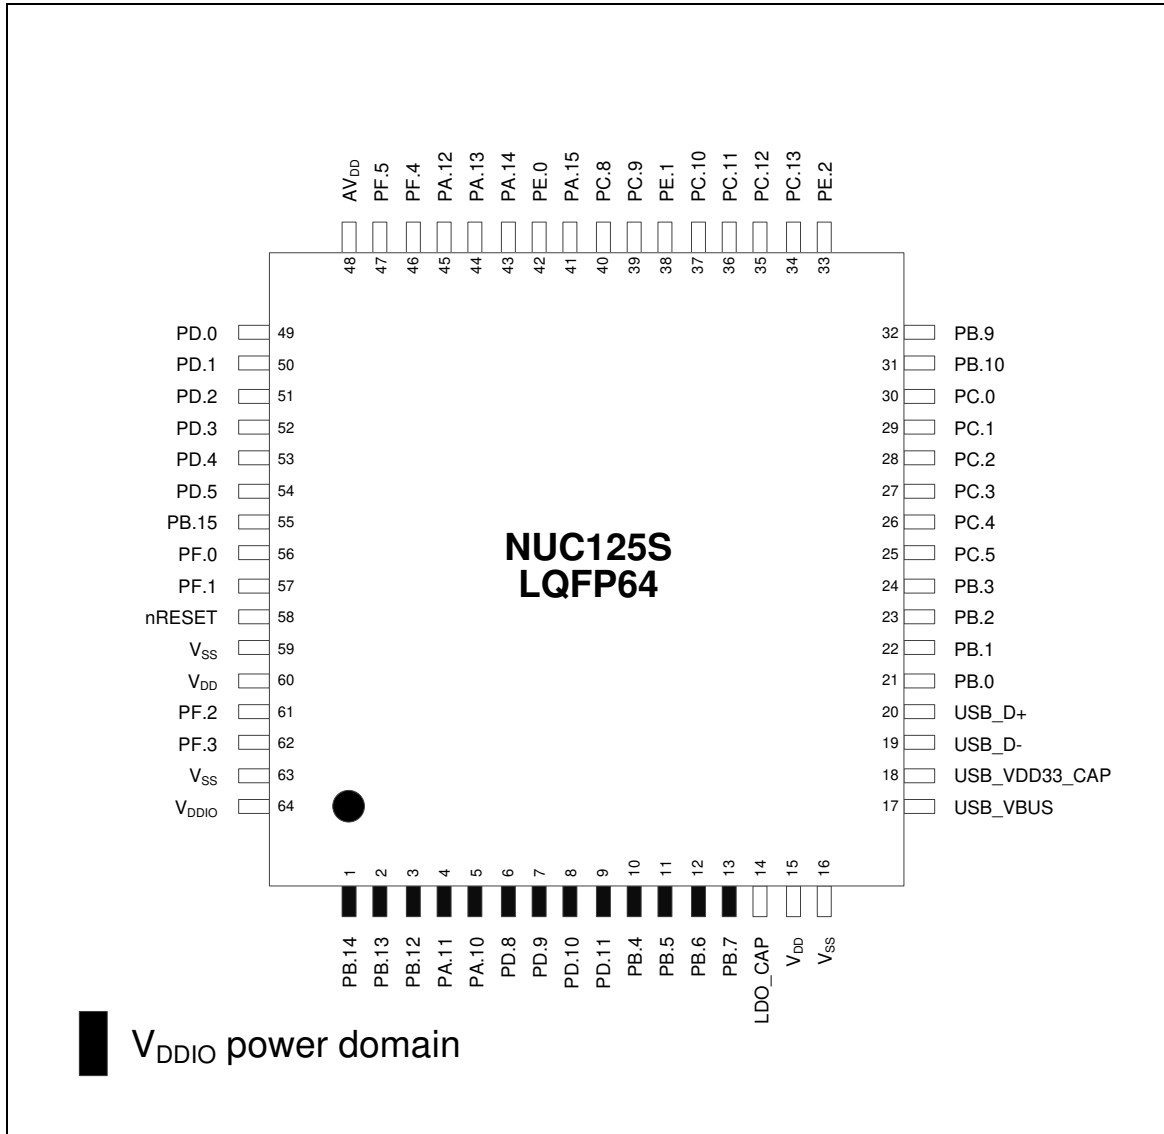 AVDD PF.5 PF.4 PA.12 PA.13 PA.14 PE.0 PA.15 PC.8 PC.9 PE.1 PC.10 PC.11 PC.12 PC.13 PE.2
48 47 46 45 44 43 42 41 40 39 38 37 36 35 34 33
PD.0 49 32 PB.9
PD.1 50 31 PB.10
PD.2 51 30 PC.0
PD.3 52 29 PC.1
PD.4 53 28 PC.2
PD.5 54 27 PC.3
PB.15 55 26 PC.4
PF.0 56 25 PC.5
NUC125S
LQFP64
PF.1 57 24 PB.3
nRESET 58 23 PB.2
VSS 59 22 PB.1
VDD 60 21 PB.0
PF.2 61 20 USB_D+
PF.3 62 19 USB_D-
VSS 63 18 USB_VDD33_CAP
VDDIO 64 17 USB_VBUS
1 2 3 4 5 6 7 8 9 10 11 12 13 14 15 16
PB.14 PB.13 PB.12 PA.11 PA.10 PD.8 PD.9 PD.10 PD.11 PB.4 PB.5 PB.6 PB.7 LDO_CAP VDD VSS
VDDIO power domain